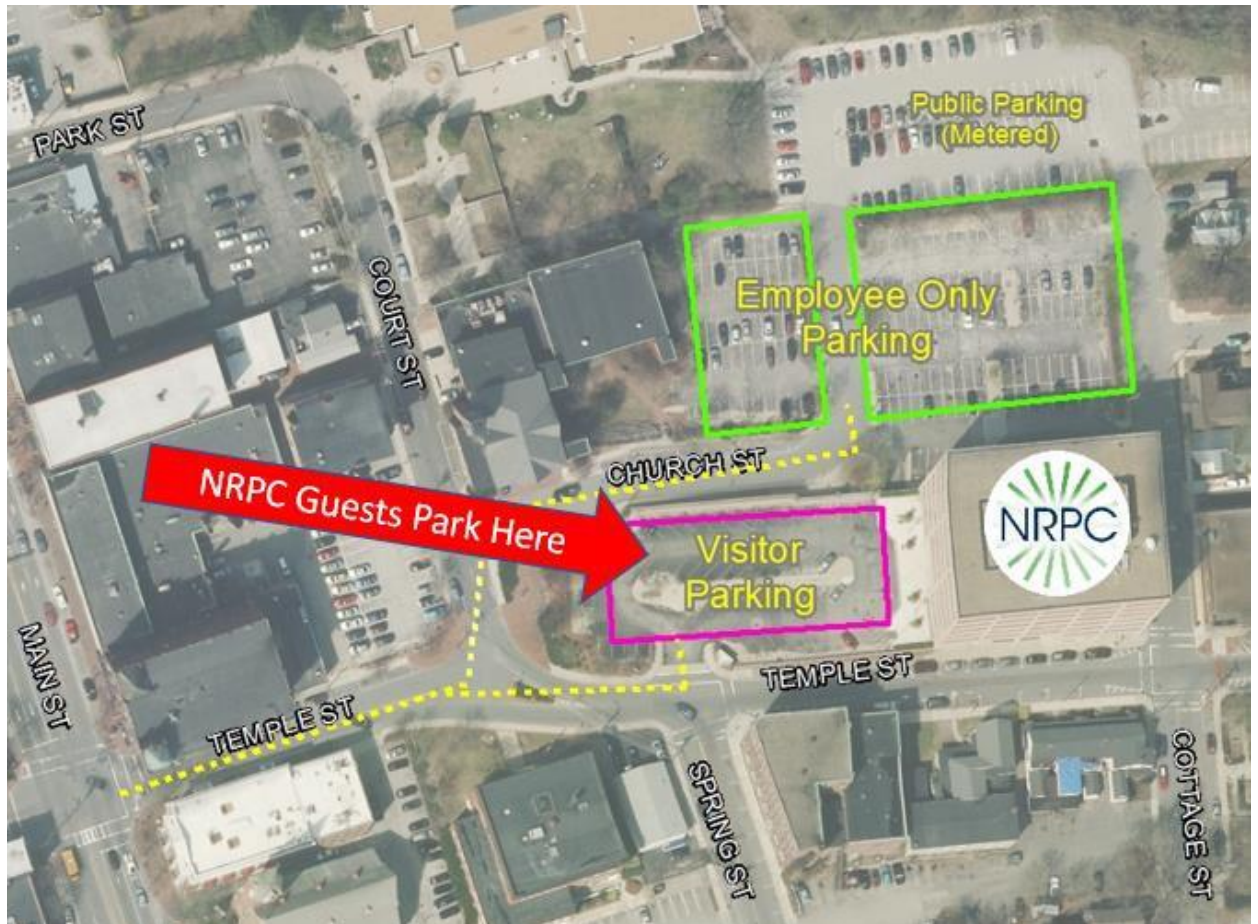 PARK ST
Public Parking
(Metered)
COURT ST
Employee Only
Parking
CHURCH ST
NRPC Guests Park Here
NRPC
Visitor
Parking
MAIN ST
TEMPLE ST
TEMPLE ST
SPRING ST
COTTAGE ST